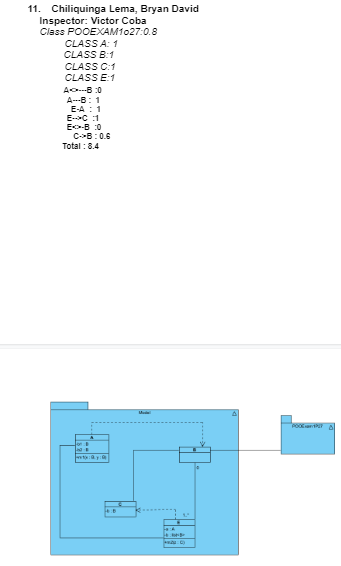 11. Chiliquinga Lema, Bryan David
Inspector: Victor Coba
Class POOEXAM1o27:0.8
CLASS A: 1
CLASS B:1
CLASS C:1
CLASS E:1
A<>---B :0
A---B : 1
E-A : 1
E-->C :1
E<>-B :0
C->B : 0.6
Total : 8.4
Model
A
B
C
E